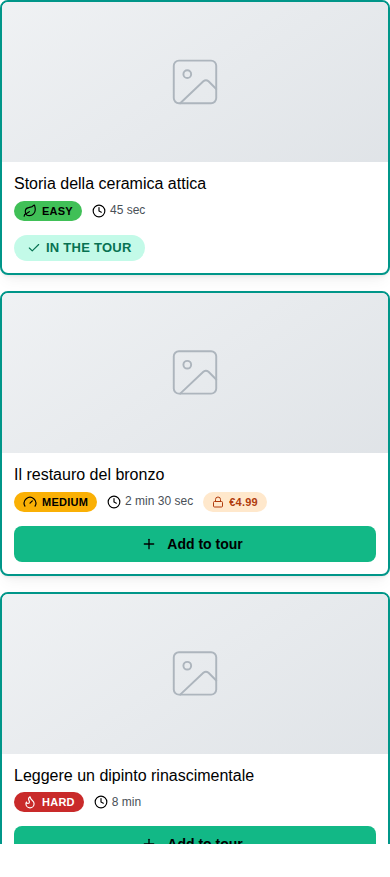 Storia della ceramica attica
EASY 45 sec
IN THE TOUR
Il restauro del bronzo
MEDIUM 2 min 30 sec €4.99
Add to tour
Leggere un dipinto rinascimentale
HARD 8 min
Add to tour